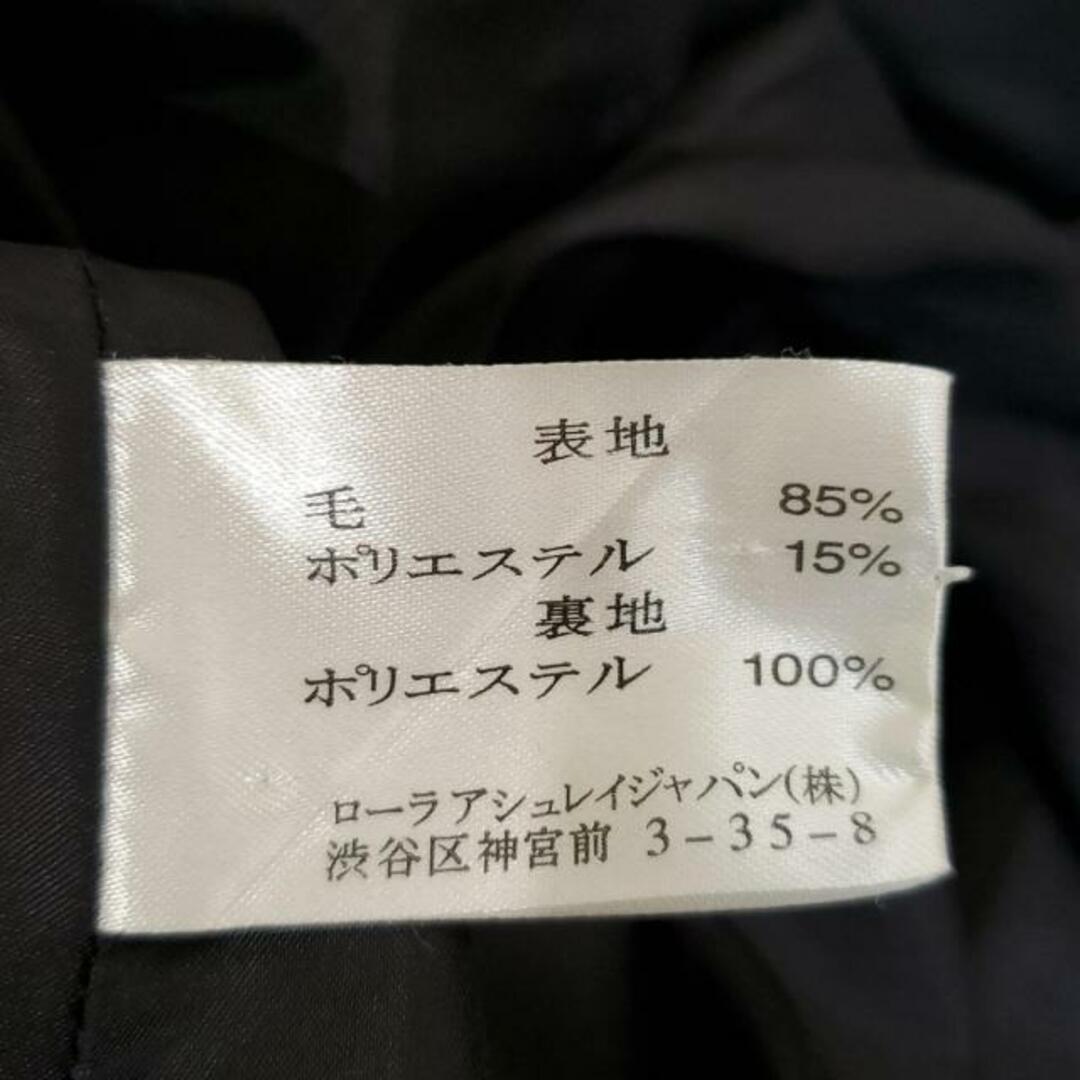 表地
毛 85%
ポリエステル 15%
裏地
ポリエステル 100%
ローラアシュレイジャパン(株)
渋谷区神宮前 3-35-8